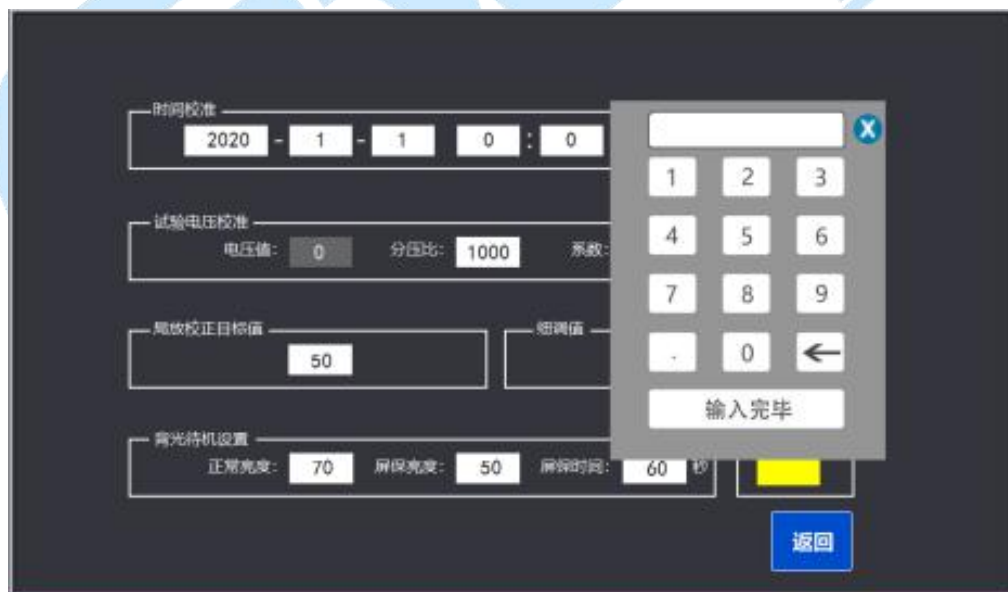 时间校准
2020 - 1 - 1 0 : 0
X
1 2 3
试验电压校准
电压值: 0 分压比: 1000 系数:
4 5 6
7 8 9
局放校正目标值 细调值
50
. 0 ←
输入完毕
背光待机设置
正常亮度: 70 屏保亮度: 50 屏保时间: 60 秒
返回